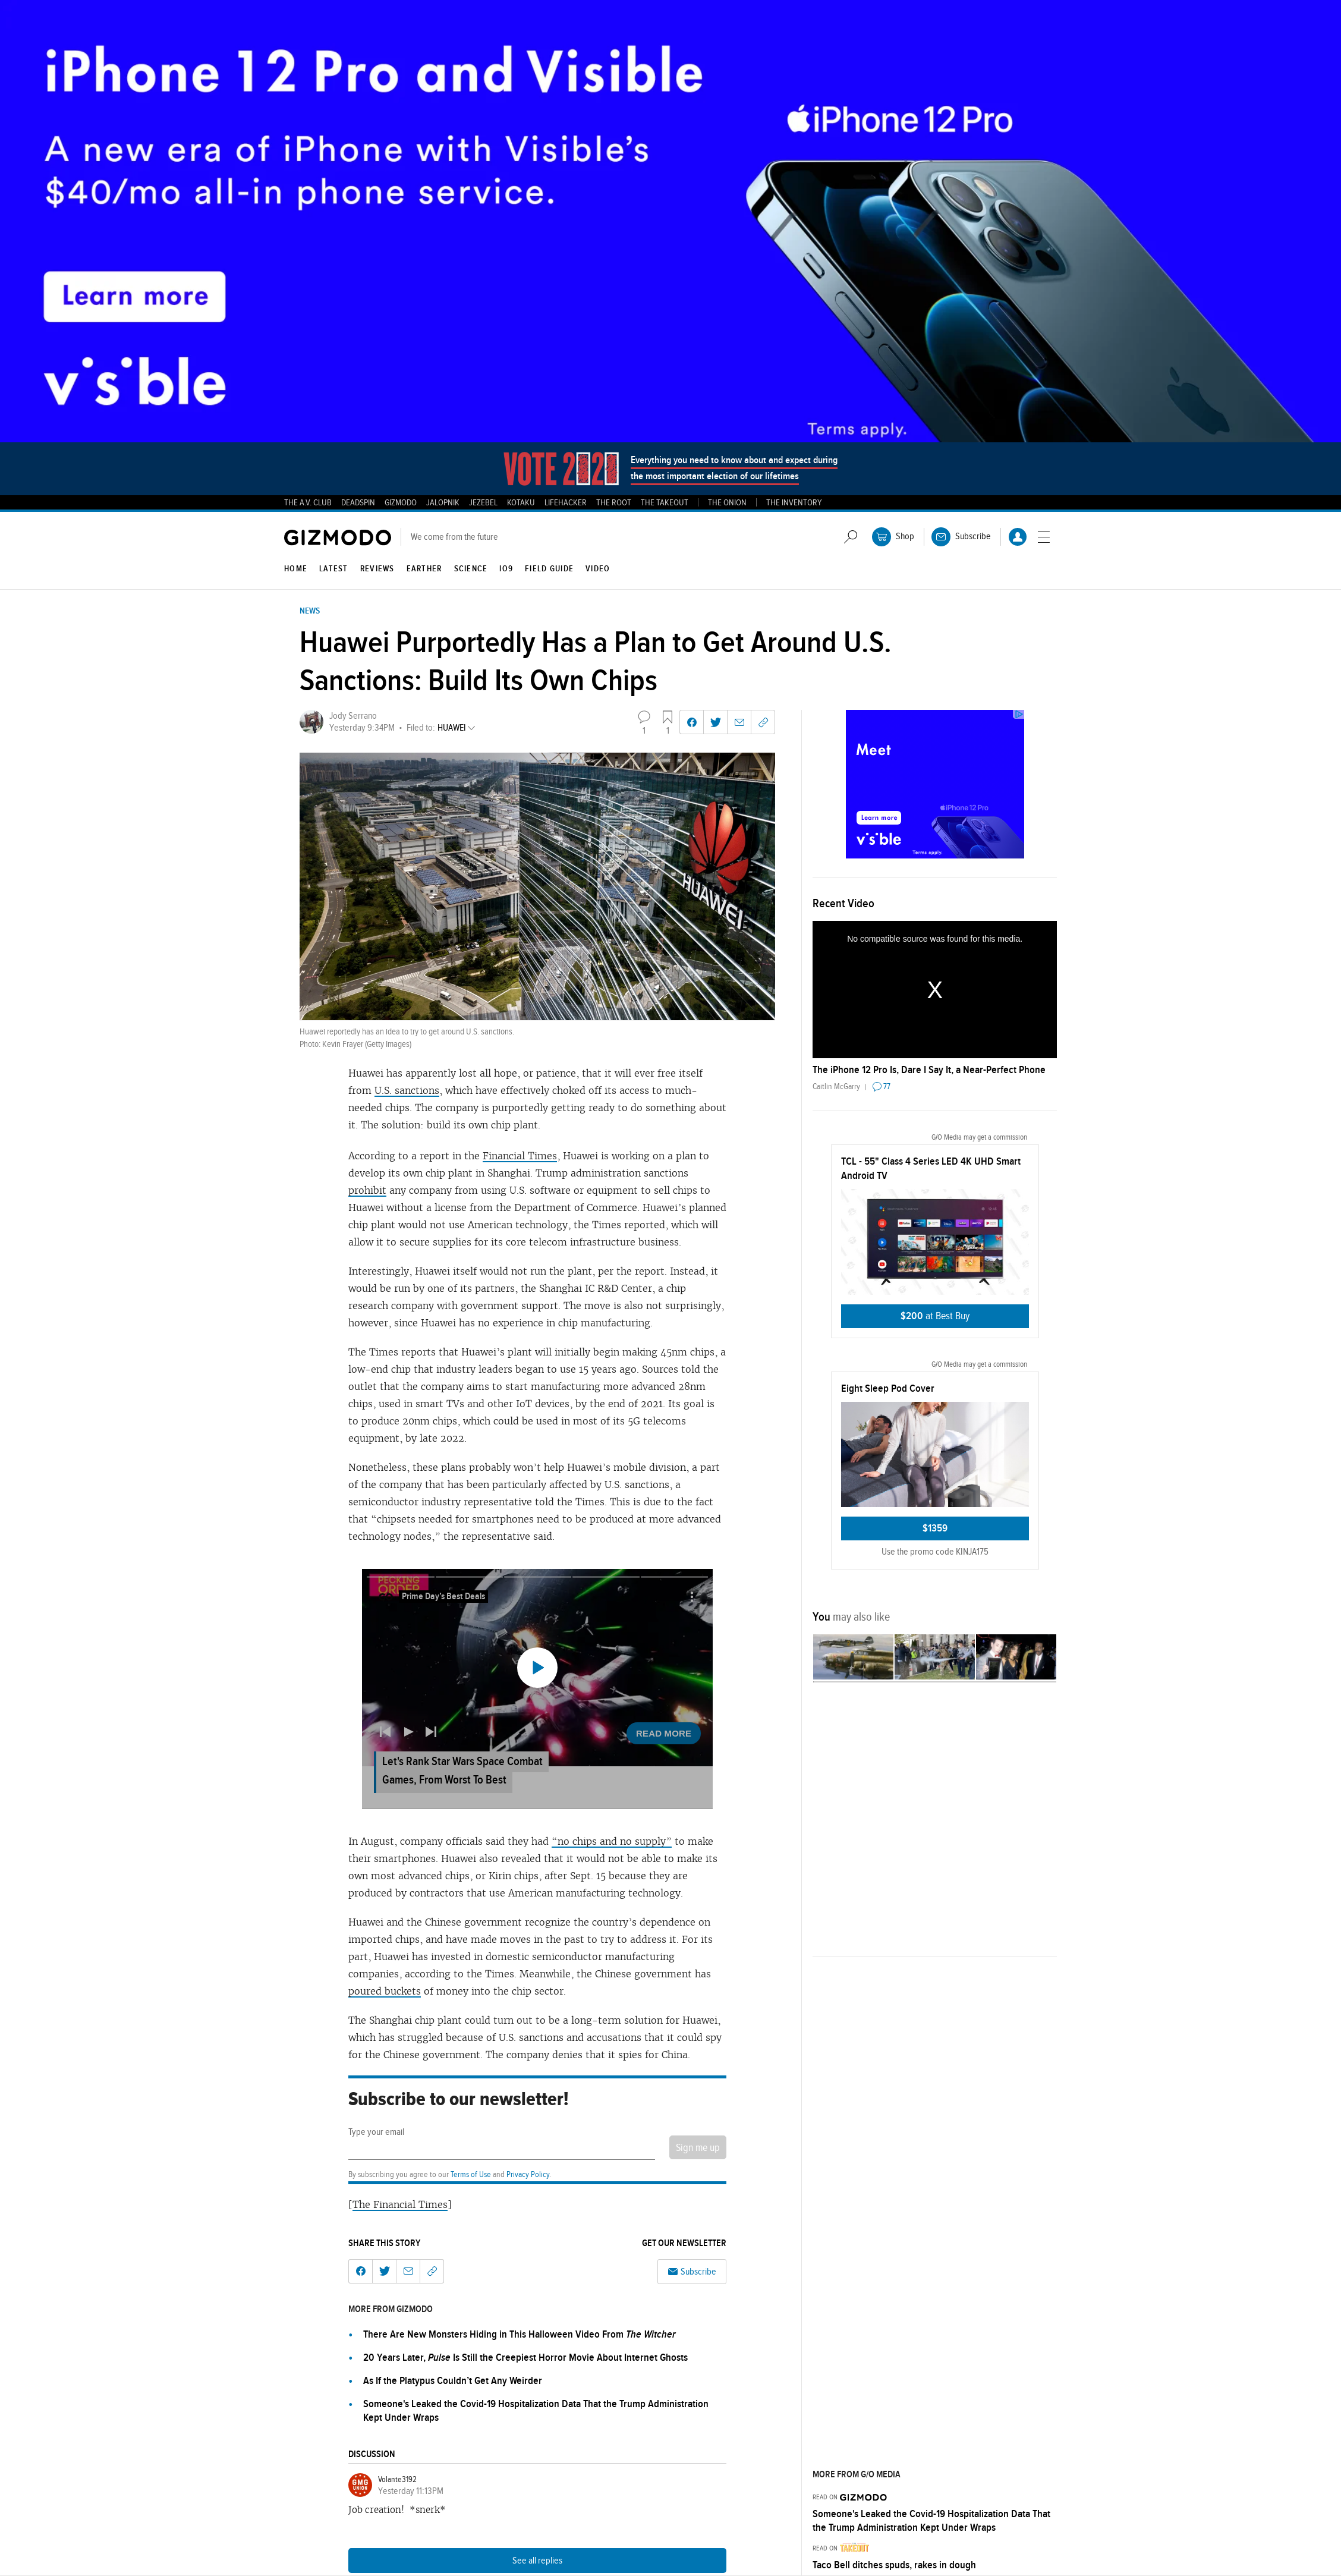 iPhone 12 Pro and Visible
A new era of iPhone with Visible's
$40/mo all-in phone service.
iPhone 12 Pro
Learn more
visible
Terms apply.
VOTE 2020
Everything you need to know about and expect during
the most important election of our lifetimes
THE A.V. CLUB DEADSPIN GIZMODO JALOPNIK JEZEBEL KOTAKU LIFEHACKER THE ROOT THE TAKEOUT | THE ONION | THE INVENTORY
GIZMODO
We come from the future
Shop
Subscribe
HOME LATEST REVIEWS EARTHER SCIENCE IO9 FIELD GUIDE VIDEO
NEWS
Huawei Purportedly Has a Plan to Get Around U.S.
Sanctions: Build Its Own Chips
Jody Serrano
Yesterday 9:34PM • Filed to: HUAWEI
1
1
HUAWEI
Huawei reportedly has an idea to try to get around U.S. sanctions.
Photo: Kevin Frayer (Getty Images)
Huawei has apparently lost all hope, or patience, that it will ever free itself
from U.S. sanctions, which have effectively choked off its access to much-
needed chips. The company is purportedly getting ready to do something about
it. The solution: build its own chip plant.
According to a report in the Financial Times, Huawei is working on a plan to
develop its own chip plant in Shanghai. Trump administration sanctions
prohibit any company from using U.S. software or equipment to sell chips to
Huawei without a license from the Department of Commerce. Huawei's planned
chip plant would not use American technology, the Times reported, which will
allow it to secure supplies for its core telecom infrastructure business.
Interestingly, Huawei itself would not run the plant, per the report. Instead, it
would be run by one of its partners, the Shanghai IC R&D Center, a chip
research company with government support. The move is also not surprisingly,
however, since Huawei has no experience in chip manufacturing.
The Times reports that Huawei's plant will initially begin making 45nm chips, a
low-end chip that industry leaders began to use 15 years ago. Sources told the
outlet that the company aims to start manufacturing more advanced 28nm
chips, used in smart TVs and other IoT devices, by the end of 2021. Its goal is
to produce 20nm chips, which could be used in most of its 5G telecoms
equipment, by late 2022.
Nonetheless, these plans probably won't help Huawei's mobile division, a part
of the company that has been particularly affected by U.S. sanctions, a
semiconductor industry representative told the Times. This is due to the fact
that "chipsets needed for smartphones need to be produced at more advanced
technology nodes," the representative said.
PECKING
ORDER
Prime Day's Best Deals
READ MORE
Let's Rank Star Wars Space Combat
Games, From Worst To Best
In August, company officials said they had "no chips and no supply" to make
their smartphones. Huawei also revealed that it would not be able to make its
own most advanced chips, or Kirin chips, after Sept. 15 because they are
produced by contractors that use American manufacturing technology.
Huawei and the Chinese government recognize the country's dependence on
imported chips, and have made moves in the past to try to address it. For its
part, Huawei has invested in domestic semiconductor manufacturing
companies, according to the Times. Meanwhile, the Chinese government has
poured buckets of money into the chip sector.
The Shanghai chip plant could turn out to be a long-term solution for Huawei,
which has struggled because of U.S. sanctions and accusations that it could spy
for the Chinese government. The company denies that it spies for China.
Subscribe to our newsletter!
Type your email
Sign me up
By subscribing you agree to our Terms of Use and Privacy Policy.
[The Financial Times]
SHARE THIS STORY
GET OUR NEWSLETTER
Subscribe
MORE FROM GIZMODO
• There Are New Monsters Hiding in This Halloween Video From The Witcher
• 20 Years Later, Pulse Is Still the Creepiest Horror Movie About Internet Ghosts
• As If the Platypus Couldn't Get Any Weirder
• Someone's Leaked the Covid-19 Hospitalization Data That the Trump Administration
Kept Under Wraps
DISCUSSION
GMG
UNION
Volante3192
Yesterday 11:13PM
Job creation! *snerk*
See all replies
Meet
iPhone 12 Pro
Learn more
visible
Terms apply.
Recent Video
No compatible source was found for this media.
X
The iPhone 12 Pro Is, Dare I Say It, a Near-Perfect Phone
Caitlin McGarry | 77
G/O Media may get a commission
TCL - 55" Class 4 Series LED 4K UHD Smart
Android TV
$200 at Best Buy
G/O Media may get a commission
Eight Sleep Pod Cover
$1359
Use the promo code KINJA175
You may also like
MORE FROM G/O MEDIA
READ ON GIZMODO
Someone's Leaked the Covid-19 Hospitalization Data That
the Trump Administration Kept Under Wraps
READ ON TAKEOUT
Taco Bell ditches spuds, rakes in dough